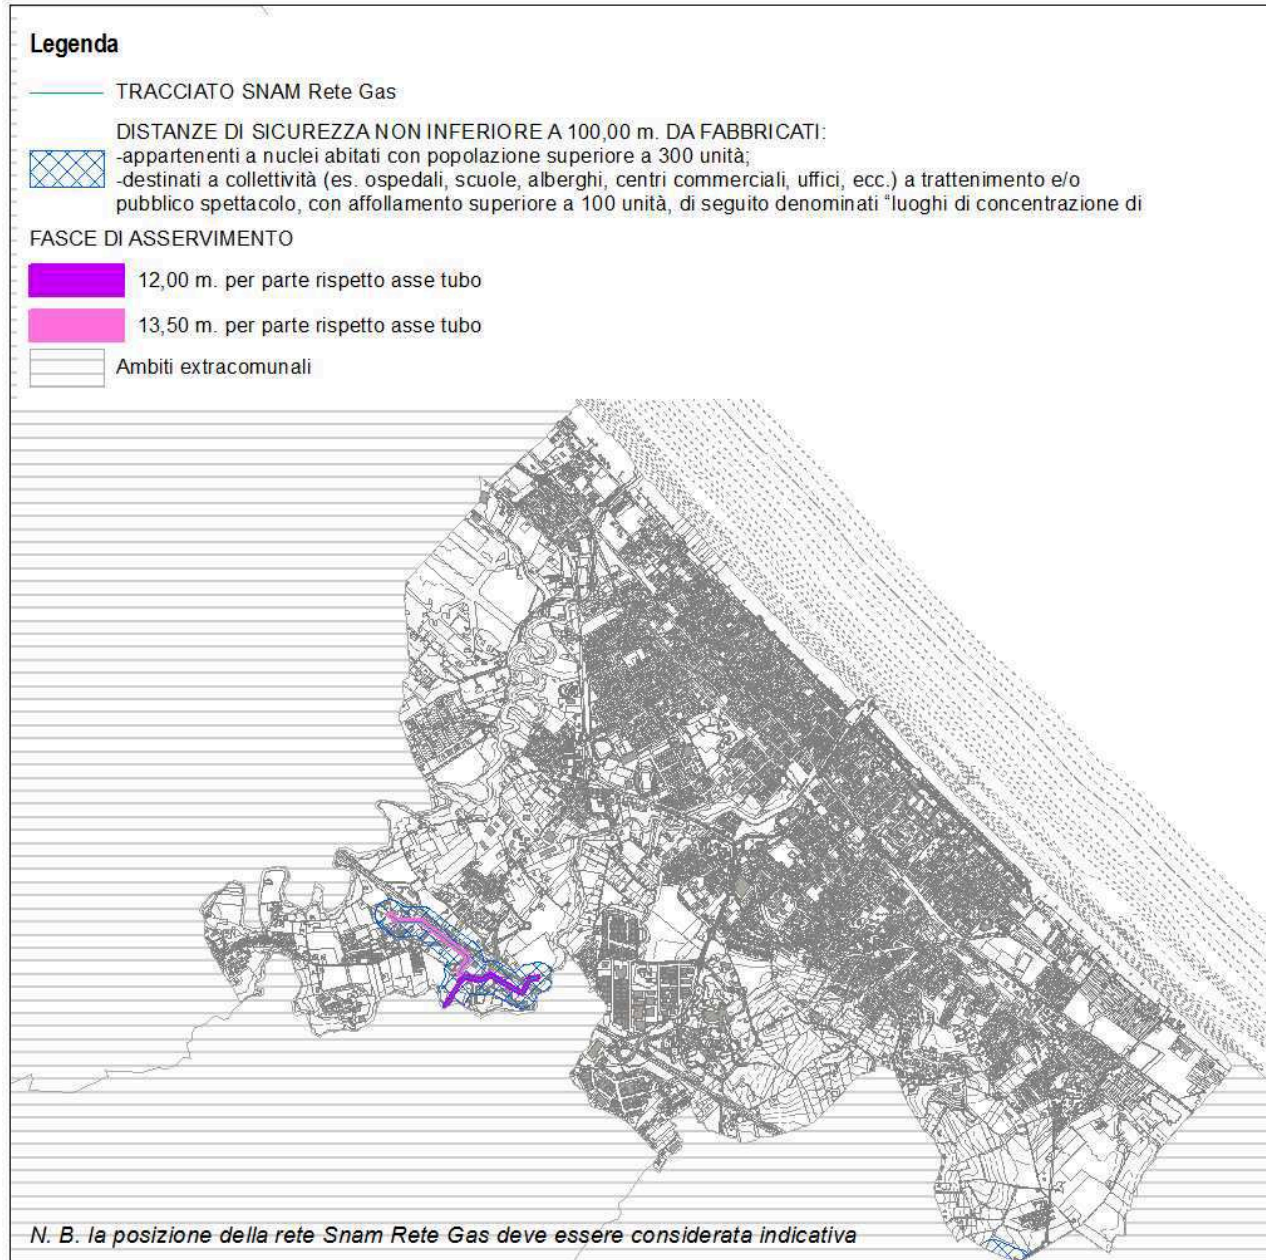 Legenda
TRACCIATO SNAM Rete Gas
DISTANZE DI SICUREZZA NON INFERIORE A 100,00 m. DA FABBRICATI:
-appartenenti a nuclei abitati con popolazione superiore a 300 unità;
-destinati a collettività (es. ospedali, scuole, alberghi, centri commerciali, uffici, ecc.) a trattenimento e/o
pubblico spettacolo, con affollamento superiore a 100 unità, di seguito denominati "luoghi di concentrazione di
FASCE DI ASSERVIMENTO
12,00 m. per parte rispetto asse tubo
13,50 m. per parte rispetto asse tubo
Ambiti extracomunali
N. B. la posizione della rete Snam Rete Gas deve essere considerata indicativa